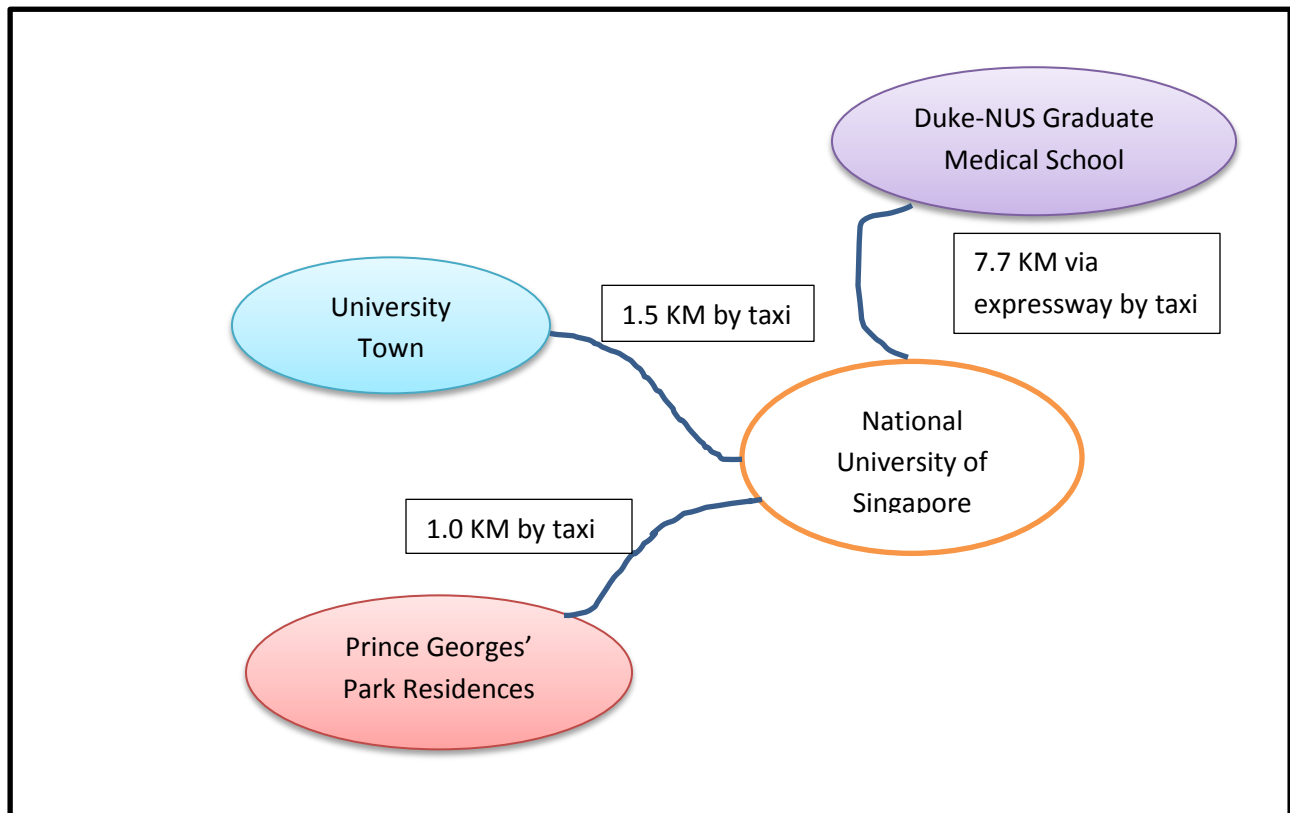 Duke-NUS Graduate
Medical School
7.7 KM via
expressway by taxi
University
Town
1.5 KM by taxi
National
University of
Singapore
1.0 KM by taxi
Prince Georges’
Park Residences